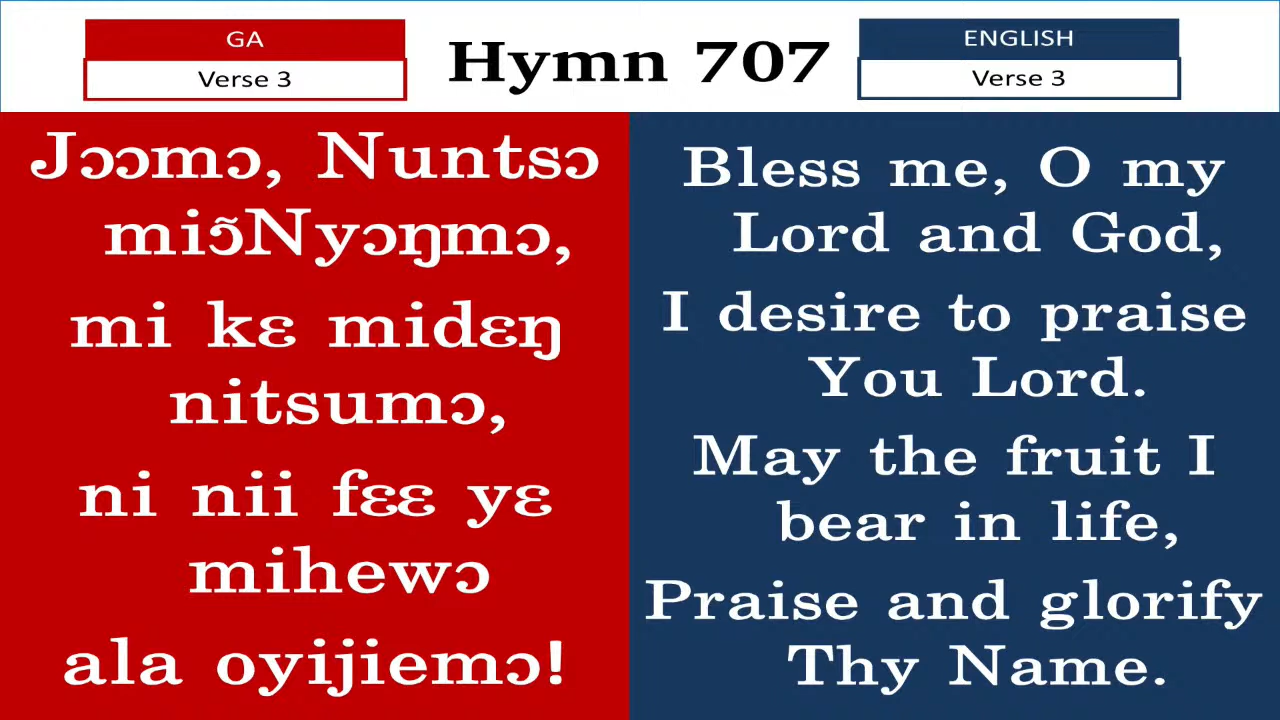 GA
Verse 3
Hymn 707
ENGLISH
Verse 3
Jɔɔmɔ, Nuntsɔ
miɔ̃Nyɔŋmɔ,
mi kɛ midɛŋ
nitsumɔ,
ni nii fɛɛ yɛ
mihewɔ
ala oyijiemɔ!
Bless me, O my
Lord and God,
I desire to praise
You Lord.
May the fruit I
bear in life,
Praise and glorify
Thy Name.